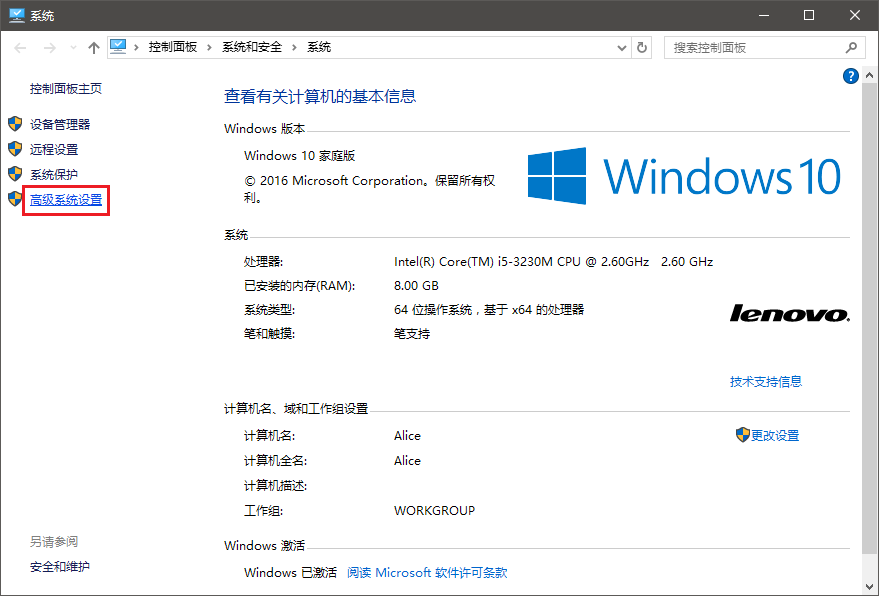 系统
控制面板 › 系统和安全 › 系统
搜索控制面板
?
控制面板主页
设备管理器
远程设置
系统保护
高级系统设置
查看有关计算机的基本信息
Windows 版本
Windows 10 家庭版
© 2016 Microsoft Corporation。保留所有权
利。
Windows 10
系统
处理器: Intel(R) Core(TM) i5-3230M CPU @ 2.60GHz 2.60 GHz
已安装的内存(RAM): 8.00 GB
系统类型: 64 位操作系统，基于 x64 的处理器
笔和触摸: 笔支持
lenovo.
技术支持信息
计算机名、域和工作组设置
计算机名: Alice
更改设置
计算机全名: Alice
计算机描述:
工作组: WORKGROUP
Windows 激活
Windows 已激活 阅读 Microsoft 软件许可条款
另请参阅
安全和维护